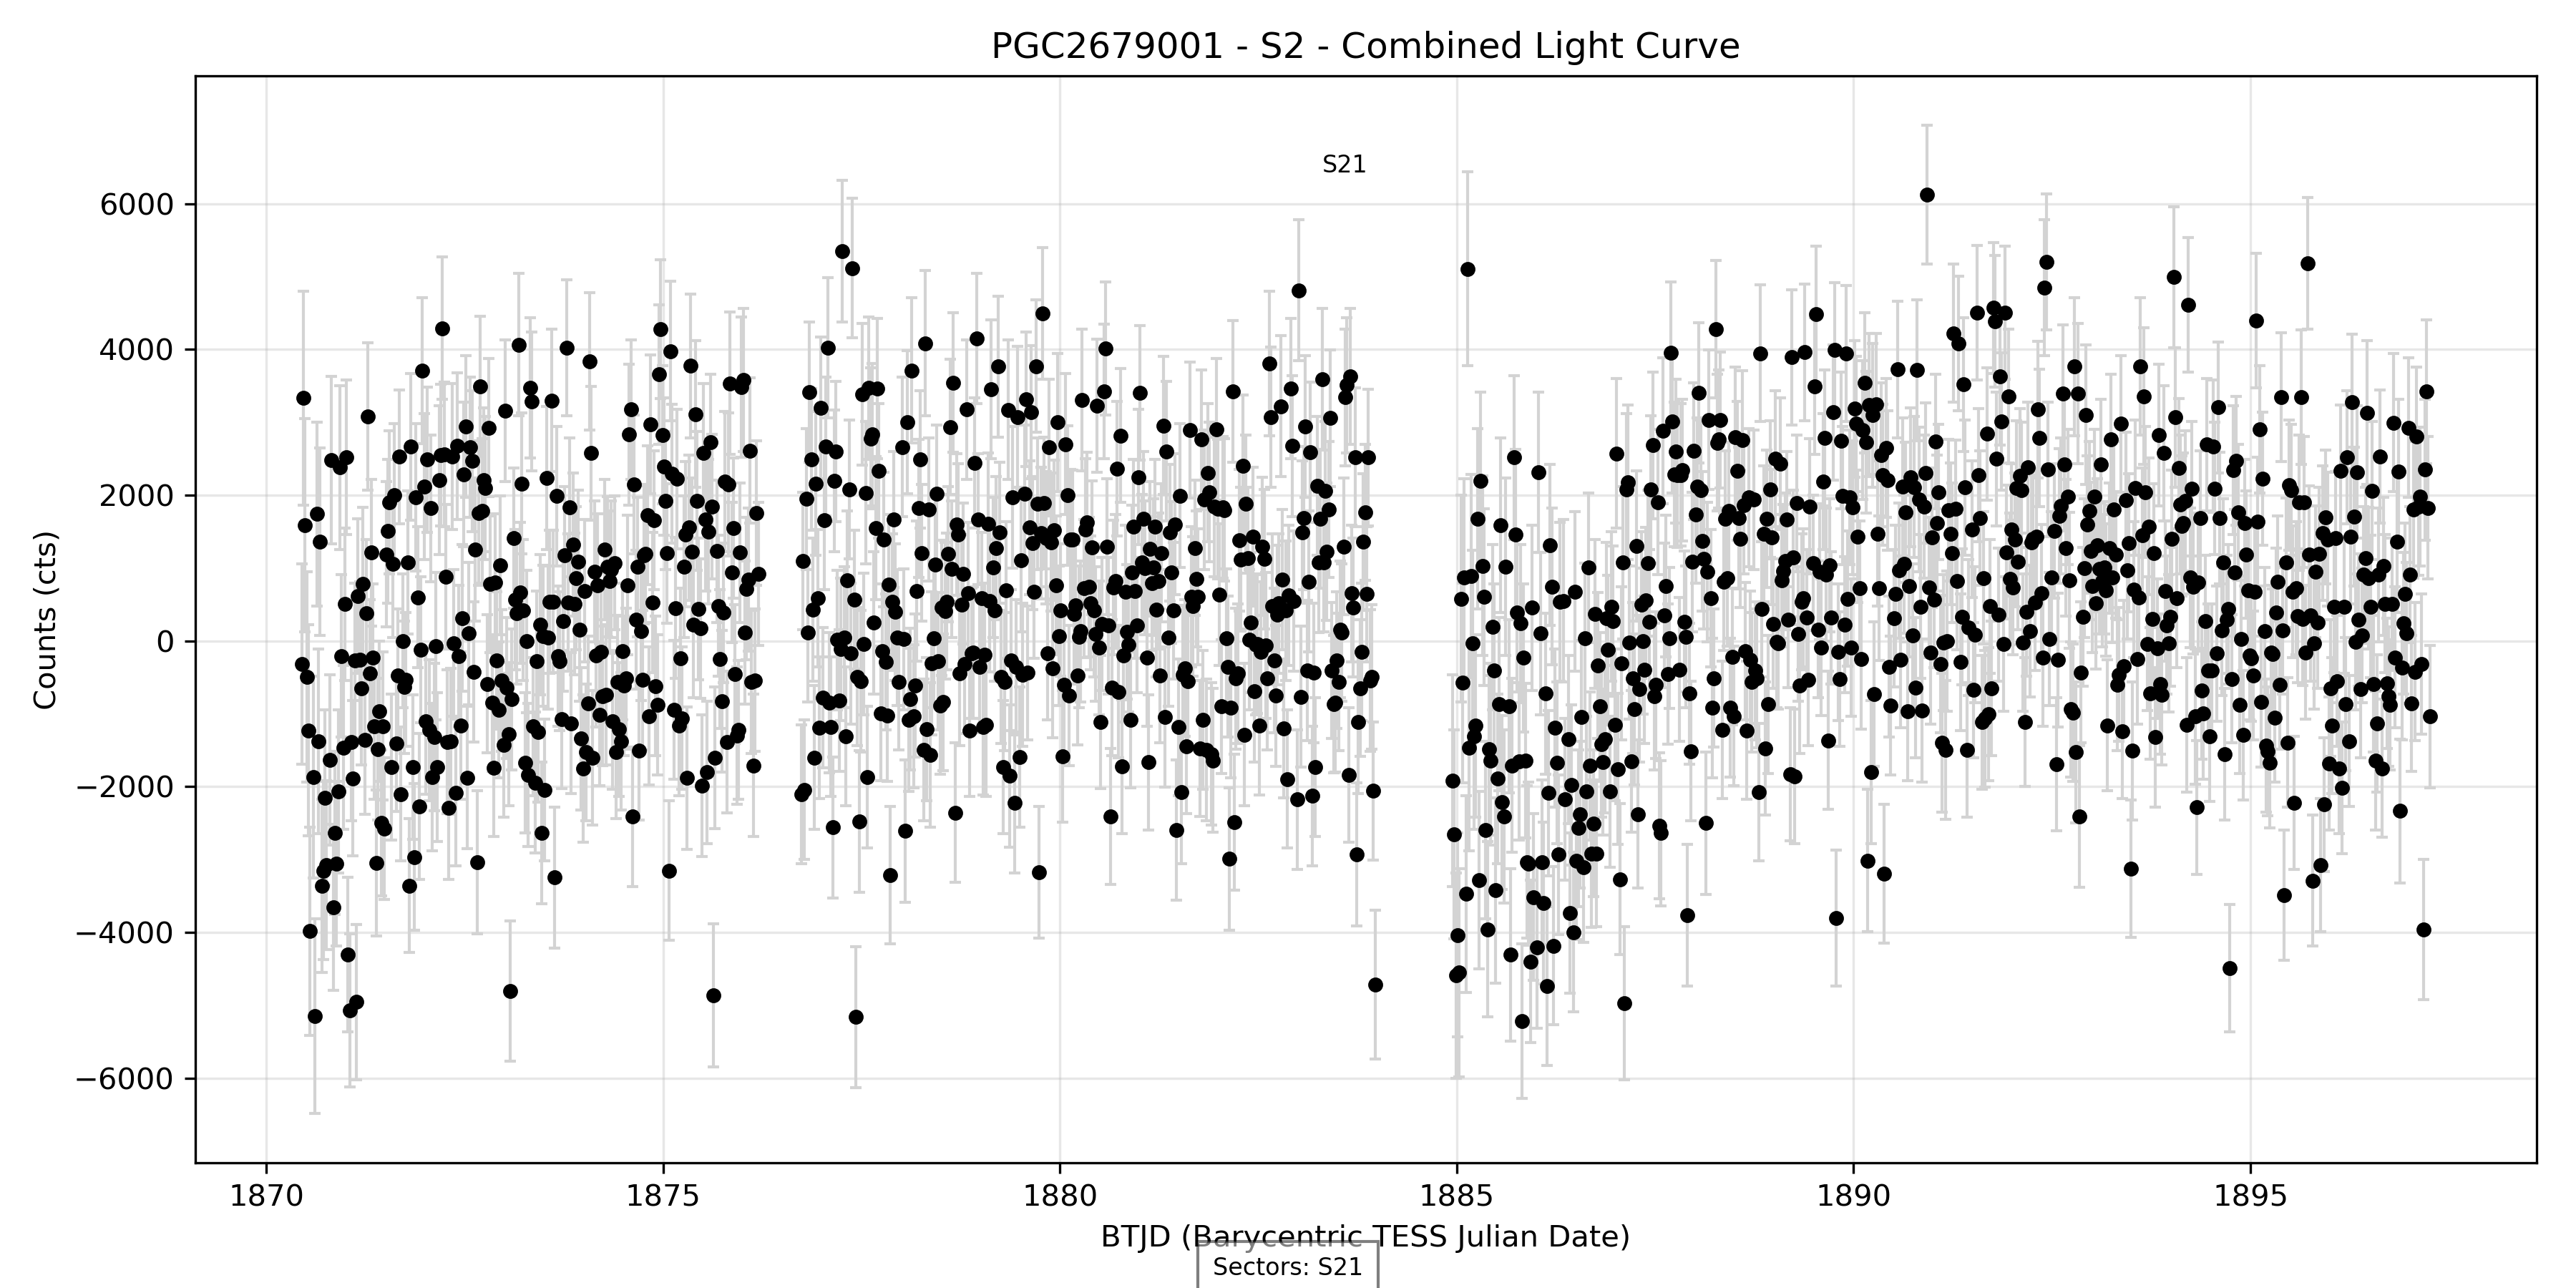 PGC2679001 - S2 - Combined Light Curve
S21
6000
4000
2000
0
−2000
−4000
−6000
Counts (cts)
1870 1875 1880 1885 1890 1895
BTJD (Barycentric TESS Julian Date)
Sectors: S21